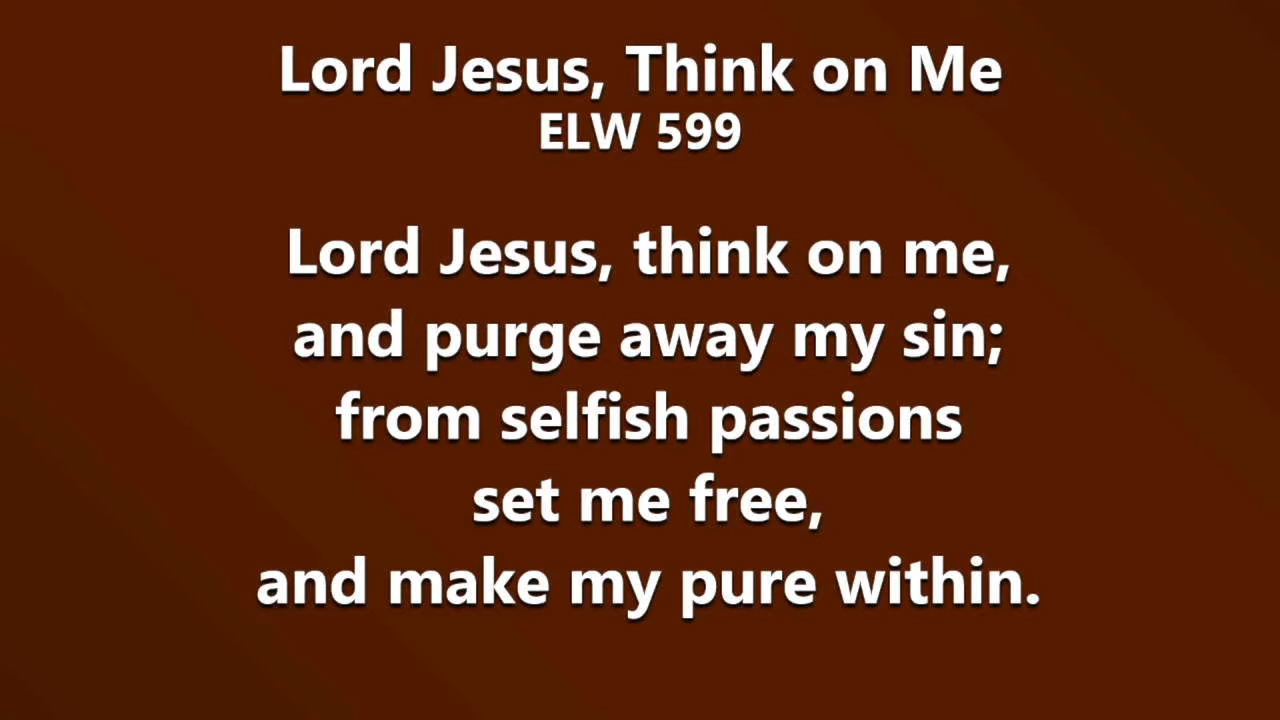 Lord Jesus, Think on Me
ELW 599
Lord Jesus, think on me,
and purge away my sin;
from selfish passions
set me free,
and make my pure within.